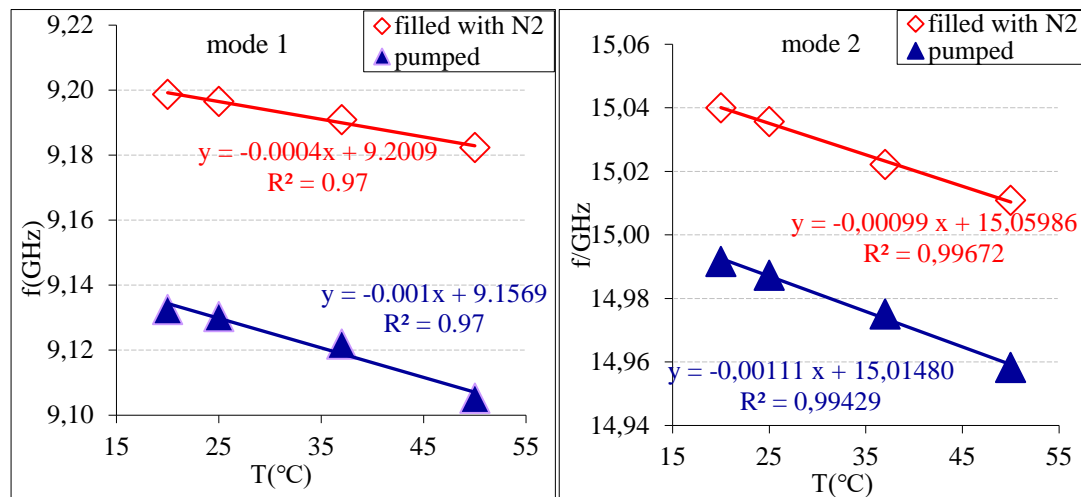 mode 1
filled with N2
pumped
9,22
9,20
9,18
9,16
9,14
9,12
9,10
f(GHz)
y = -0.0004x + 9.2009
R² = 0.97
y = -0.001x + 9.1569
R² = 0.97
15
25
35
45
55
T(°C)
mode 2
filled with N2
pumped
15,06
15,04
15,02
15,00
14,98
14,96
14,94
f/GHz
y = -0,00099 x + 15,05986
R² = 0,99672
y = -0,00111 x + 15,01480
R² = 0,99429
15
25
35
45
55
T(°C)